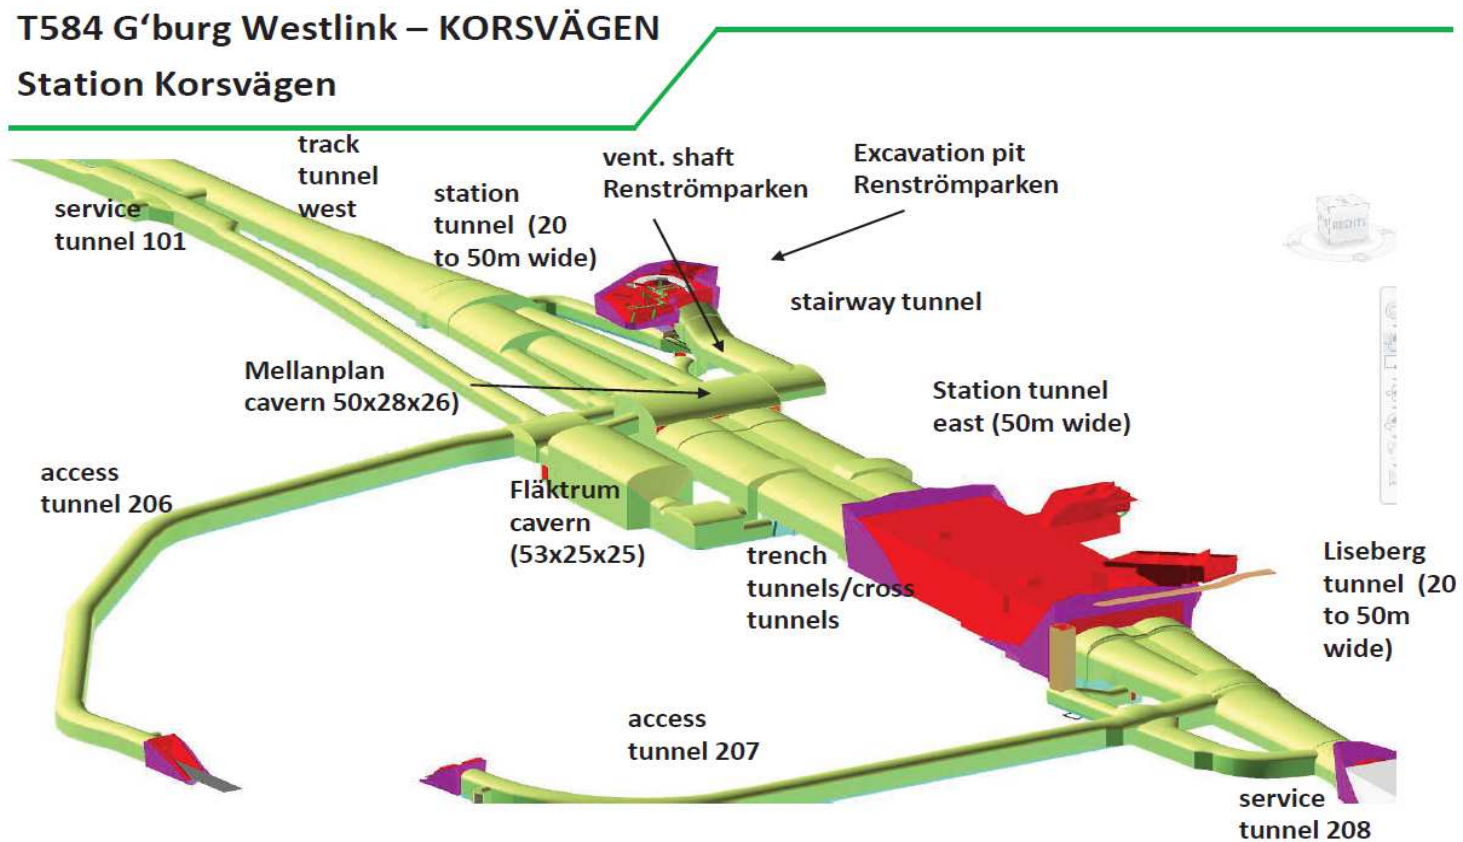 T584 G‘burg Westlink – KORSVÄGEN
Station Korsvägen
track
tunnel
west
service
tunnel 101
station
tunnel (20
to 50m wide)
vent. shaft
Renströmparken
Excavation pit
Renströmparken
RECHTS
stairway tunnel
Mellanplan
cavern 50x28x26)
Station tunnel
east (50m wide)
access
tunnel 206
Fläktrum
cavern
(53x25x25)
trench
tunnels/cross
tunnels
Liseberg
tunnel (20
to 50m
wide)
access
tunnel 207
service
tunnel 208